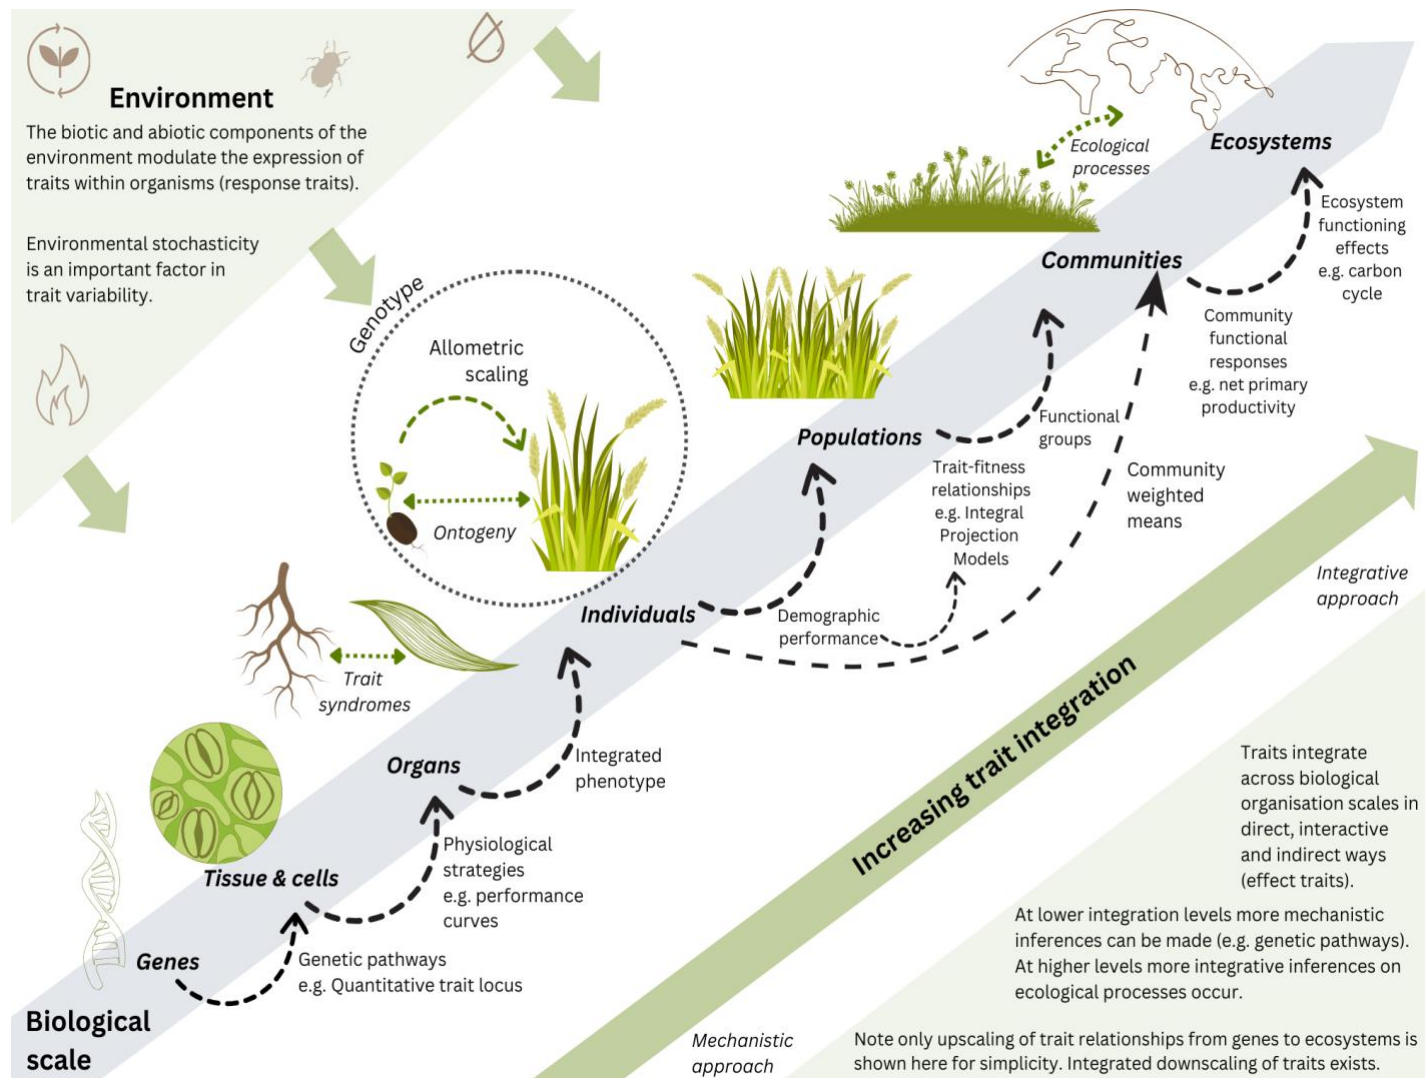 Environment
The biotic and abiotic components of the
environment modulate the expression of
traits within organisms (response traits).
Environmental stochasticity
is an important factor in
trait variability.
Genotype
Allometric
scaling
Ontogeny
Trait
syndromes
Ecological
processes
Ecosystems
Ecosystem
functioning
effects
e.g. carbon
cycle
Communities
Community
functional
responses
e.g. net primary
productivity
Functional
groups
Community
weighted
means
Populations
Trait-fitness
relationships
e.g. Integral
Projection
Models
Demographic
performance
Individuals
Integrated
phenotype
Organs
Physiological
strategies
e.g. performance
curves
Tissue & cells
Genetic pathways
e.g. Quantitative trait locus
Genes
Biological
scale
Increasing trait integration
Integrative
approach
Mechanistic
approach
Traits integrate
across biological
organisation scales in
direct, interactive
and indirect ways
(effect traits).
At lower integration levels more mechanistic
inferences can be made (e.g. genetic pathways).
At higher levels more integrative inferences on
ecological processes occur.
Note only upscaling of trait relationships from genes to ecosystems is
shown here for simplicity. Integrated downscaling of traits exists.